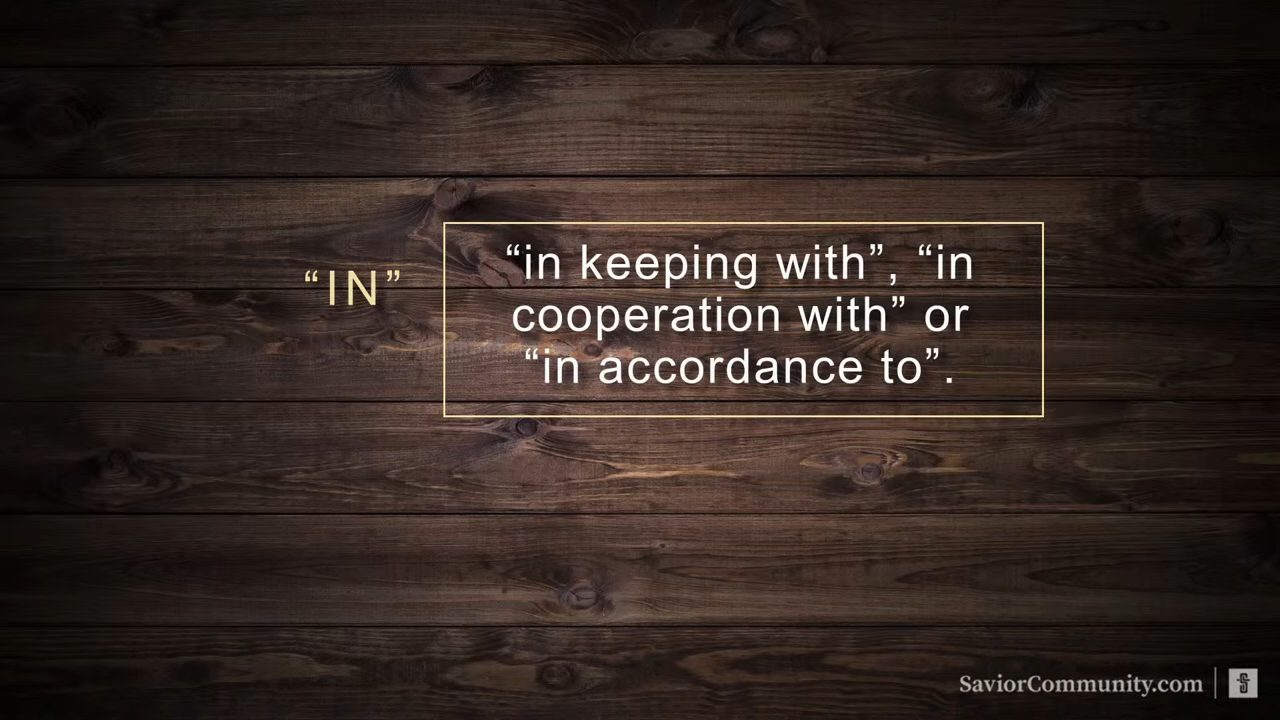 “IN”
“in keeping with”, “in
cooperation with” or
“in accordance to”.
SaviorCommunity.com